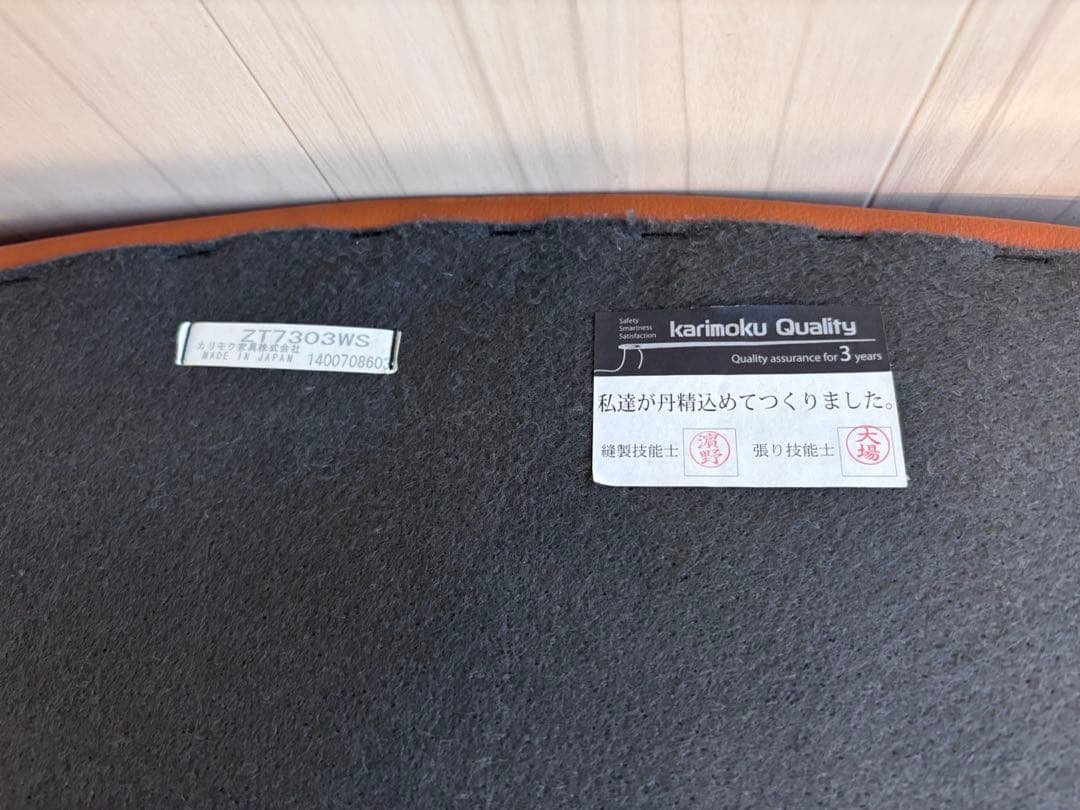 ZT7303WS
カリモク家具株式会社
MADE IN JAPAN 1400708603
Safety
Smartness
Satisfaction
karimoku Quality
Quality assurance for 3 years
私達が丹精込めてつくりました。
縫製技能士 濵野 張り技能士 大場